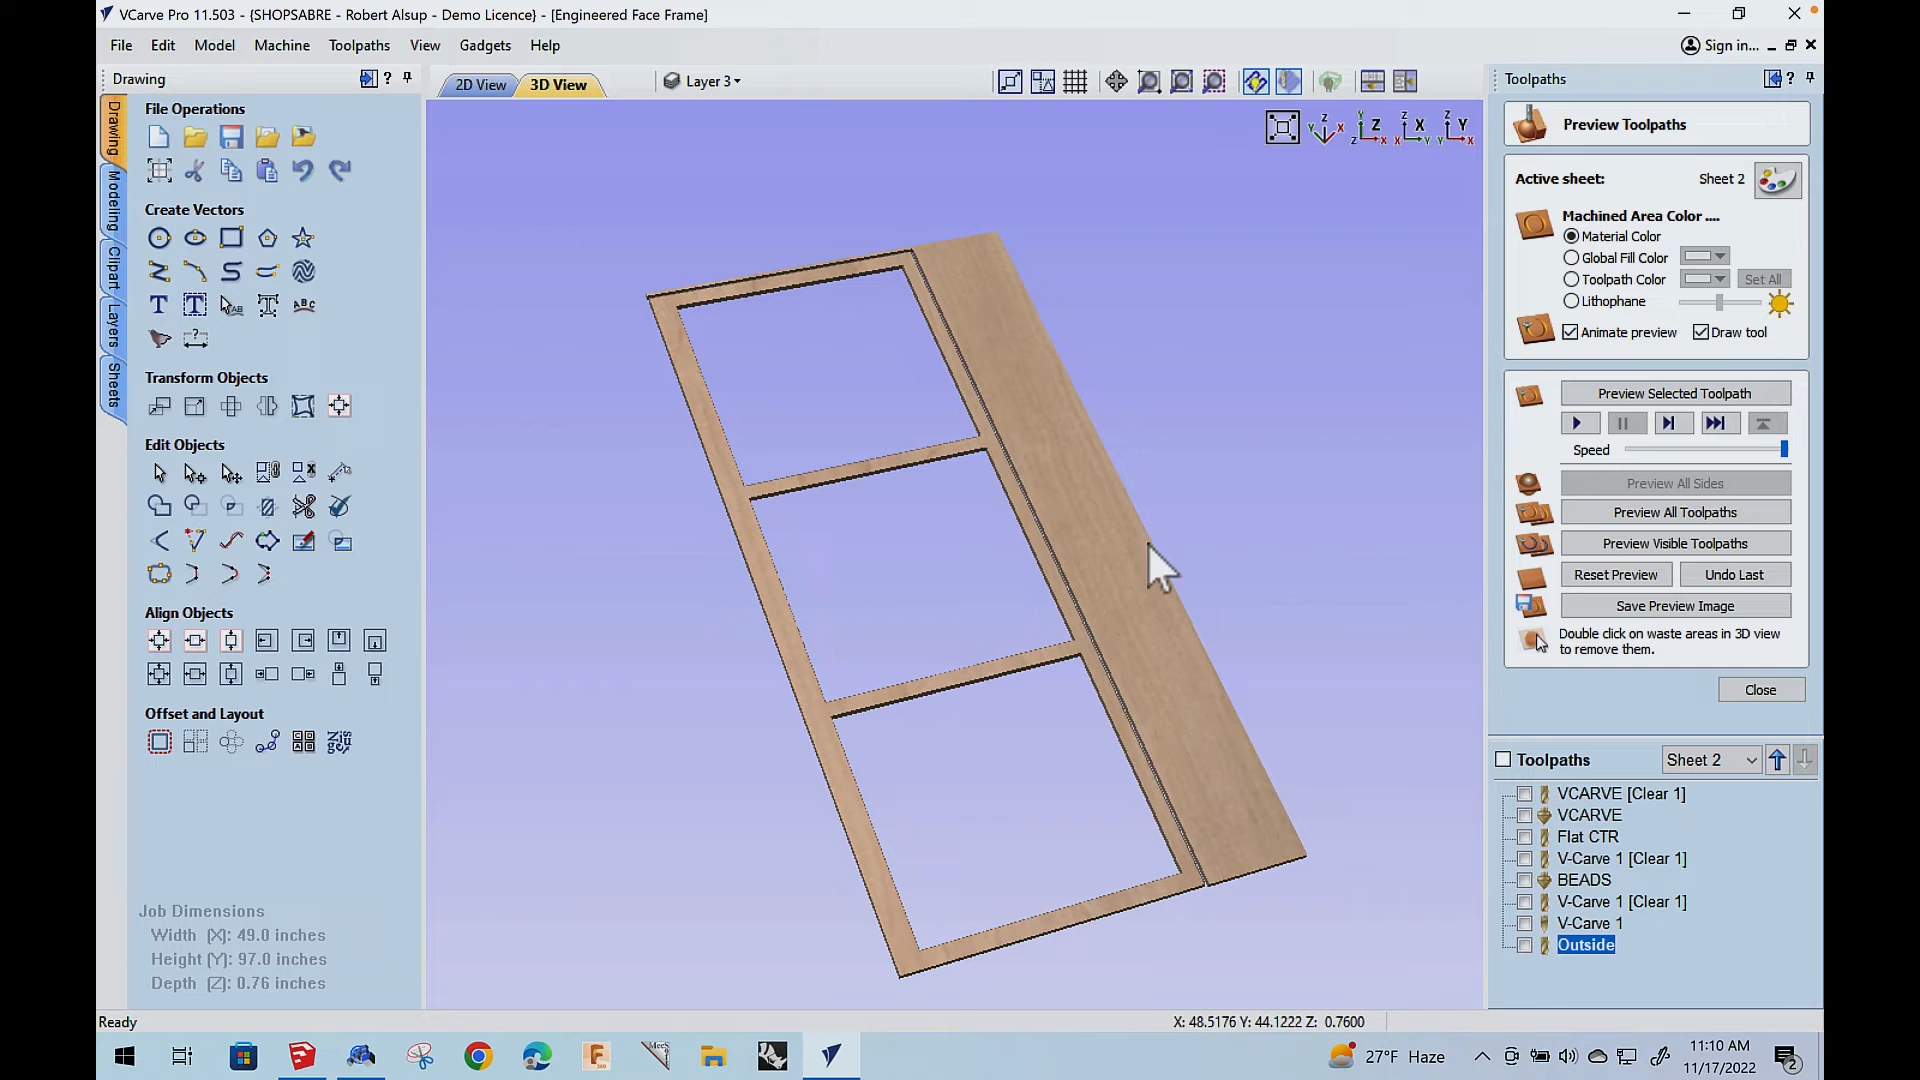 VCarve Pro 11.503 - {SHOPSABRE - Robert Alsup - Demo Licence} - [Engineered Face Frame]
File Edit Model Machine Toolpaths View Gadgets Help
Sign in...
Drawing
2D View 3D View
Layer 3
Toolpaths
Drawing
Modeling
Clipart
Layers
Sheets
File Operations
Create Vectors
Transform Objects
Edit Objects
Align Objects
Offset and Layout
Job Dimensions
Width (X): 49.0 inches
Height (Y): 97.0 inches
Depth (Z): 0.76 inches
Preview Toolpaths
Active sheet: Sheet 2
Machined Area Color ....
Material Color
Global Fill Color
Toolpath Color Set All
Lithophane
Animate preview Draw tool
Preview Selected Toolpath
Speed
Preview All Sides
Preview All Toolpaths
Preview Visible Toolpaths
Reset Preview Undo Last
Save Preview Image
Double click on waste areas in 3D view
to remove them.
Close
Toolpaths Sheet 2
VCARVE [Clear 1]
VCARVE
Flat CTR
V-Carve 1 [Clear 1]
BEADS
V-Carve 1 [Clear 1]
V-Carve 1
Outside
Ready
X: 48.5176 Y: 44.1222 Z: 0.7600
27°F Haze
11:10 AM
11/17/2022
2